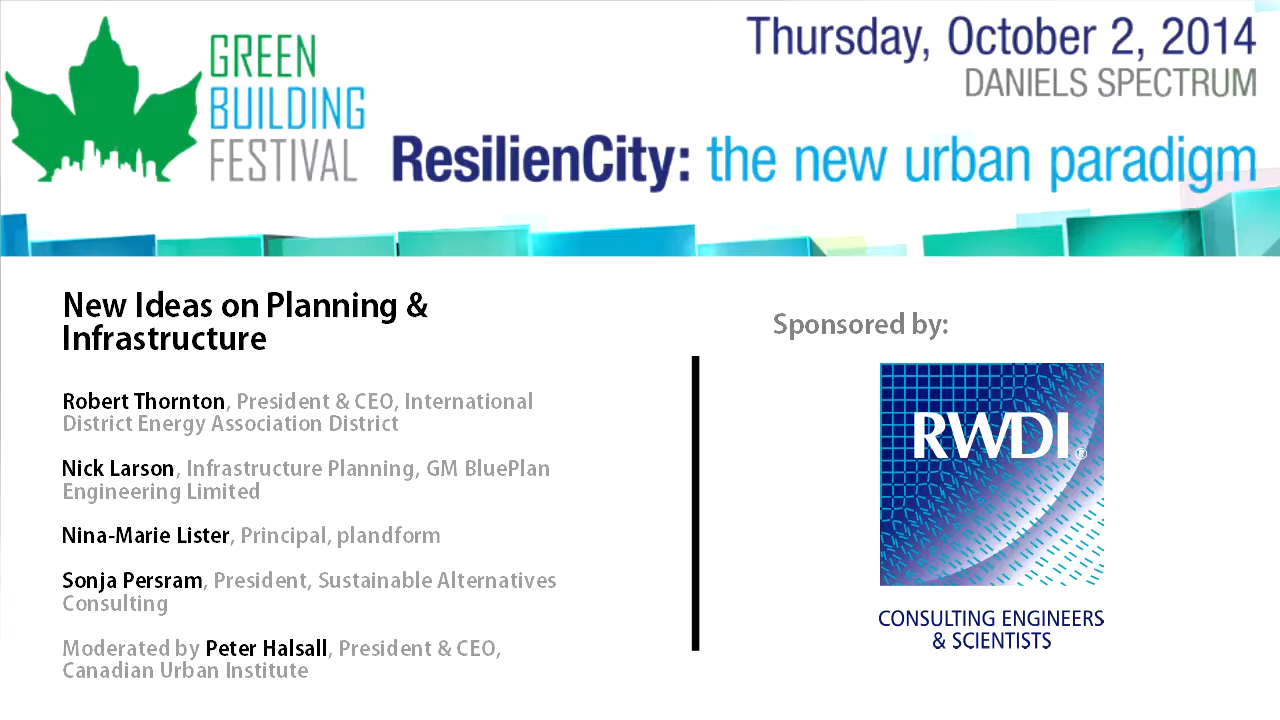 GREEN
BUILDING
FESTIVAL
Thursday, October 2, 2014
DANIELS SPECTRUM
ResilienCity: the new urban paradigm
New Ideas on Planning &
Infrastructure
Robert Thornton, President & CEO, International
District Energy Association District
Nick Larson, Infrastructure Planning, GM BluePlan
Engineering Limited
Nina-Marie Lister, Principal, plandform
Sonja Persram, President, Sustainable Alternatives
Consulting
Moderated by Peter Halsall, President & CEO,
Canadian Urban Institute
Sponsored by:
RWDI®
CONSULTING ENGINEERS
& SCIENTISTS